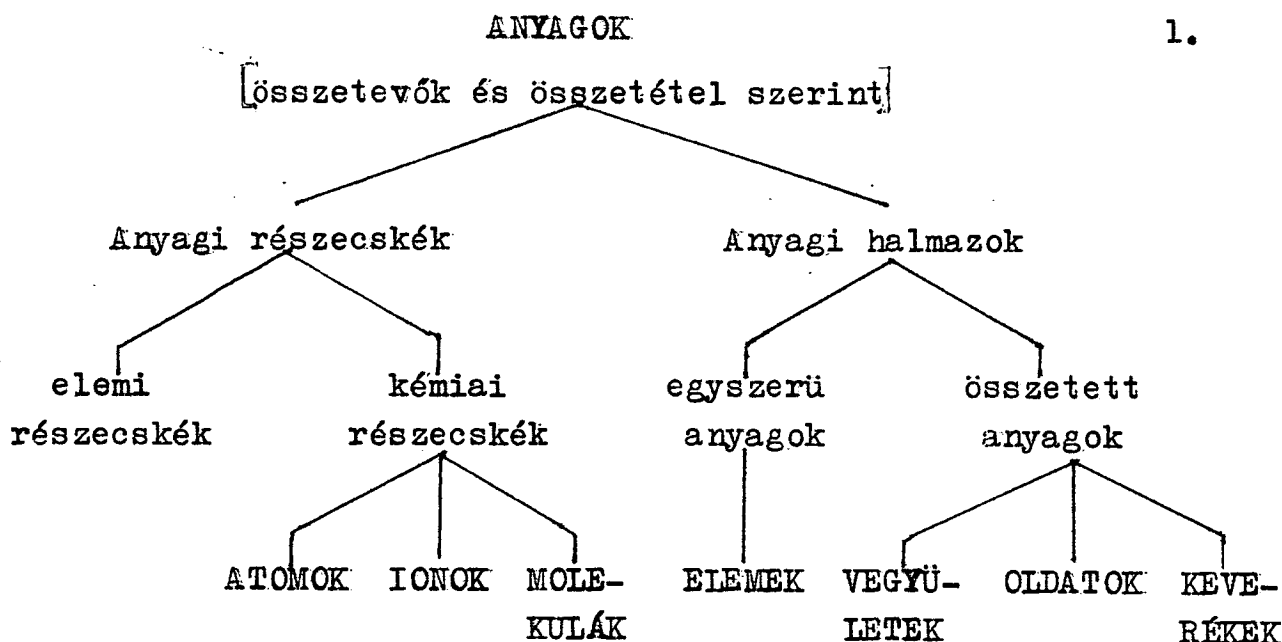 ANYAGOK
1.
[összetevők és összetétel szerint]
Anyagi részecskék
Anyagi halmazok
elemi
részecskék
kémiai
részecskék
egyszerü
anyagok
összetett
anyagok
ATOMOK
IONOK
MOLE-
KULÁK
ELEMEK
VEGYÜ-
LETEK
OLDATOK
KEVE-
RÉKEK